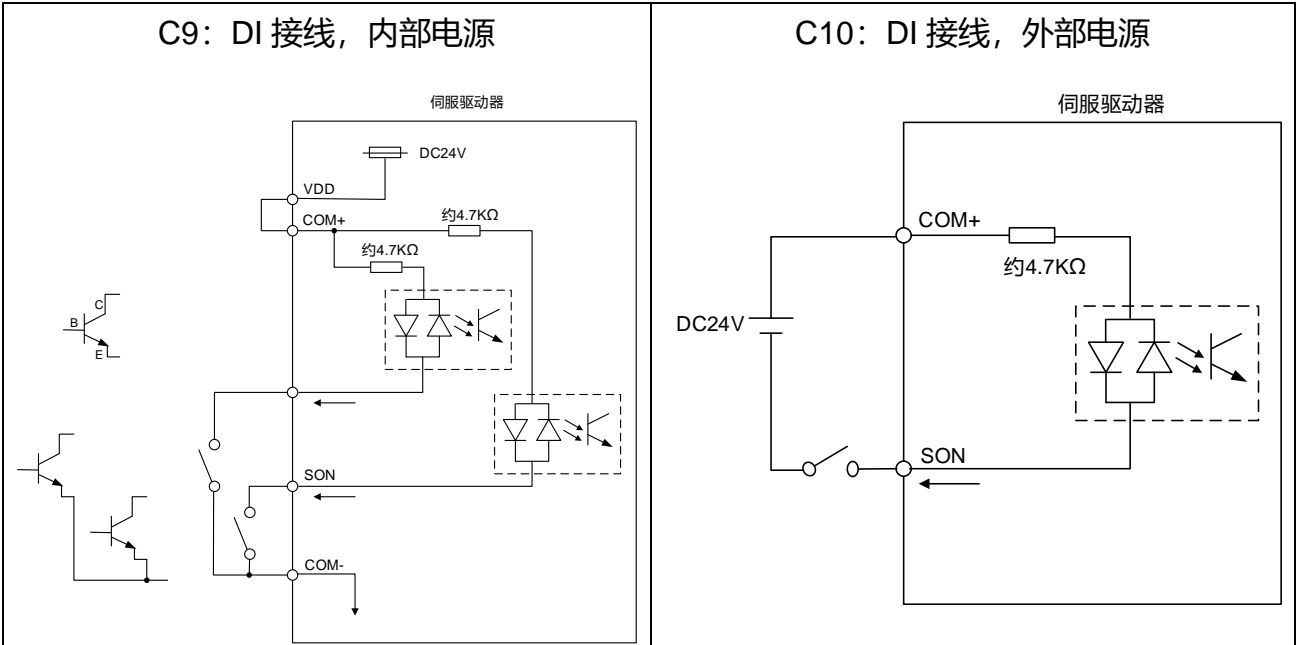 C9：DI 接线，内部电源
伺服驱动器
DC24V
VDD
COM+
约4.7KΩ
约4.7KΩ
C
B
E
SON
COM-
C10：DI 接线，外部电源
伺服驱动器
COM+
约4.7KΩ
DC24V
SON